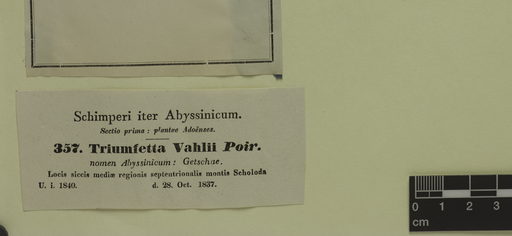 Schimperi iter Abyssinicum.
Sectio prima: plantae Adoënses.
357. Triumfetta Vahlii Poir.
nomen Abyssinicum: Getschae.
Locis siccis mediae regionis septentrionalis montis Scholoda
U. i. 1840. d. 28. Oct. 1837.
0 1 2 3
cm